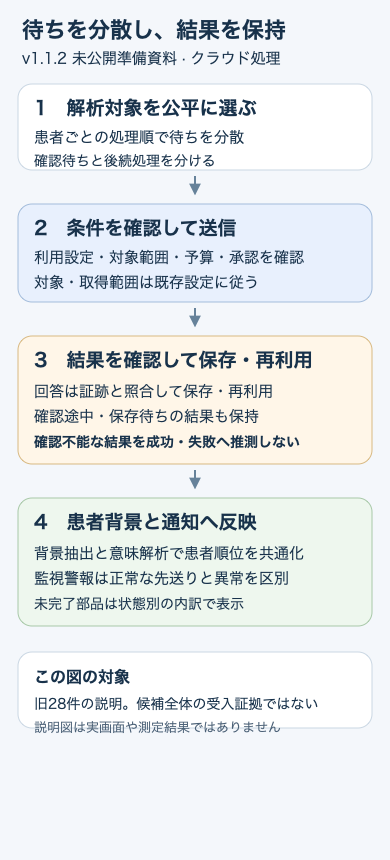 待ちを分散し、結果を保持
v1.1.2 未公開準備資料 · クラウド処理
1 解析対象を公平に選ぶ
患者ごとの処理順で待ちを分散
確認待ちと後続処理を分ける
2 条件を確認して送信
利用設定・対象範囲・予算・承認を確認
対象・取得範囲は既存設定に従う
3 結果を確認して保存・再利用
回答は証跡と照合して保存・再利用
確認途中・保存待ちの結果も保持
確認不能な結果を成功・失敗へ推測しない
4 患者背景と通知へ反映
背景抽出と意味解析で患者順位を共通化
監視警報は正常な先送りと異常を区別
未完了部品は状態別の内訳で表示
この図の対象
旧28件の説明。候補全体の受入証拠ではない
説明図は実画面や測定結果ではありません